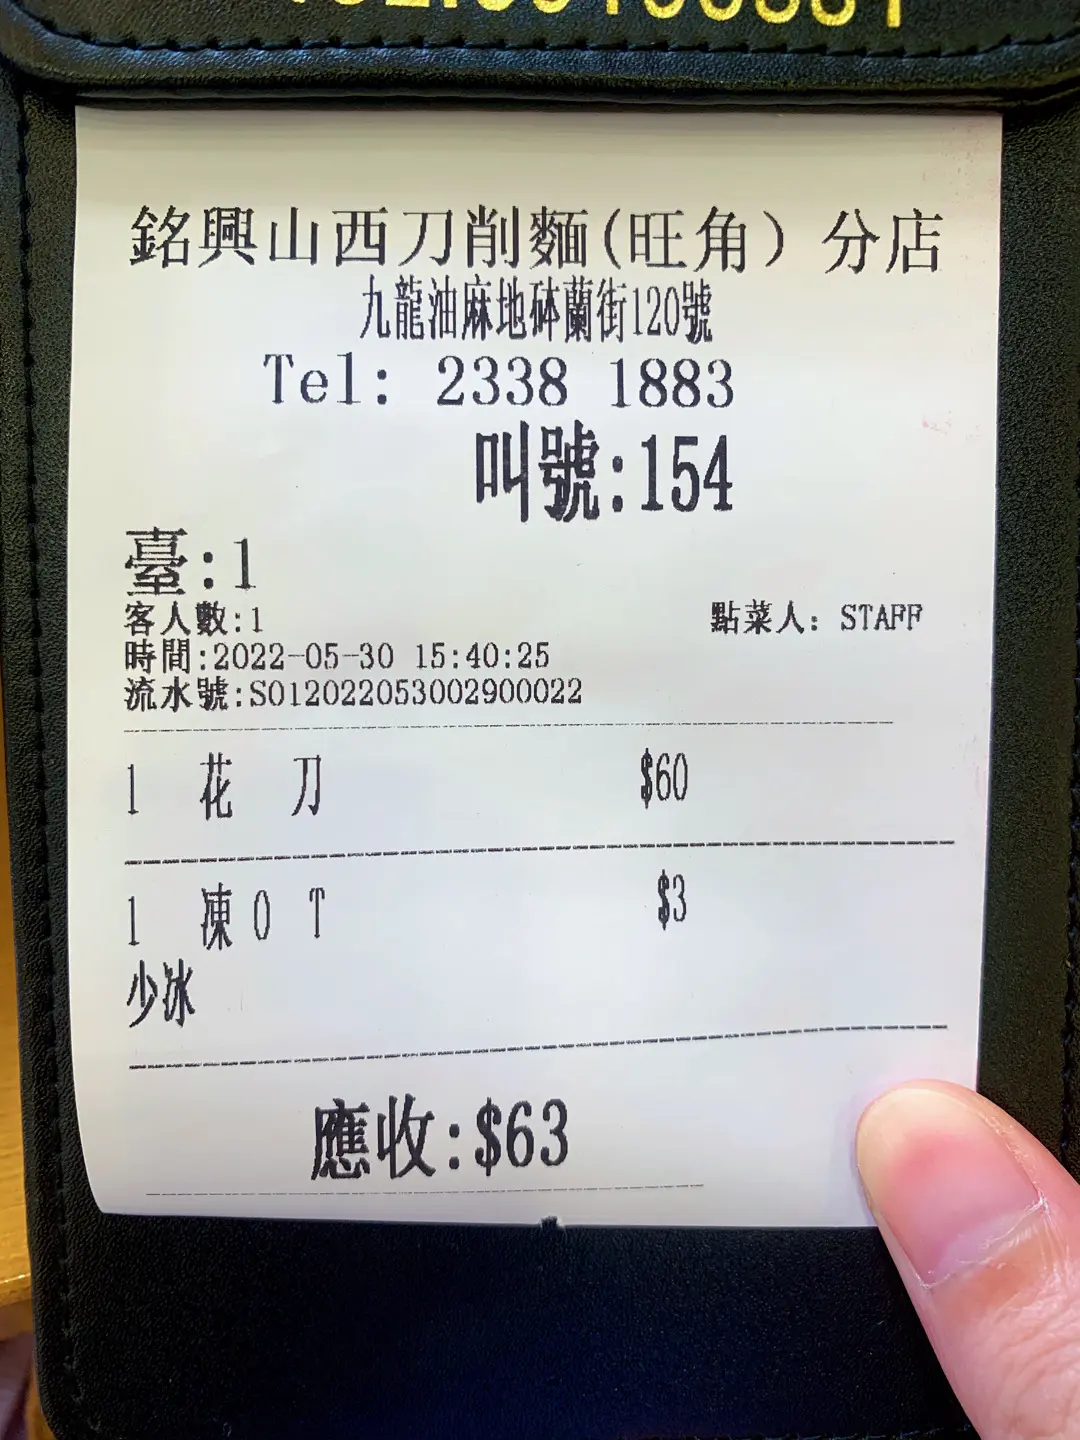 銘興山西刀削麵(旺角)分店
九龍油麻地砵蘭街120號
Tel: 2338 1883
叫號:154
臺:1
客人數:1 點菜人: STAFF
時間:2022-05-30 15:40:25
流水號:S012022053002900022
1 花 刀 $60
1 凍O T $3
少冰
應收:$63